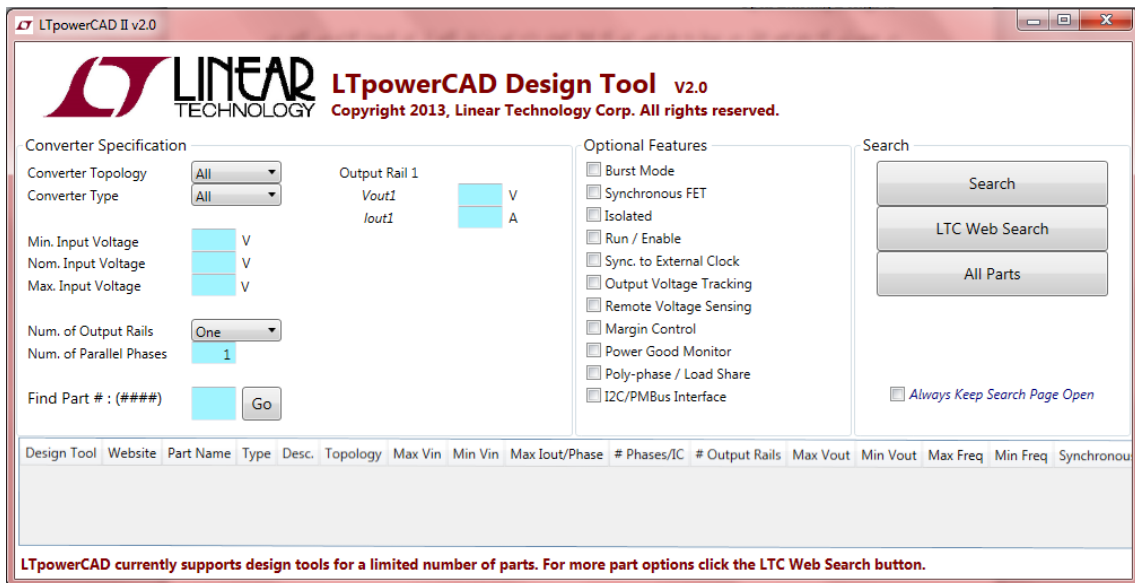 LTpowerCAD II v2.0
LINEAR
TECHNOLOGY
LTpowerCAD Design Tool V2.0
Copyright 2013, Linear Technology Corp. All rights reserved.
Converter Specification
Converter Topology All
Converter Type All
Min. Input Voltage V
Nom. Input Voltage V
Max. Input Voltage V
Num. of Output Rails One
Num. of Parallel Phases 1
Find Part # : (####) Go
Output Rail 1
Vout1 V
Iout1 A
Optional Features
Burst Mode
Synchronous FET
Isolated
Run / Enable
Sync. to External Clock
Output Voltage Tracking
Remote Voltage Sensing
Margin Control
Power Good Monitor
Poly-phase / Load Share
I2C/PMBus Interface
Search
Search
LTC Web Search
All Parts
Always Keep Search Page Open
Design Tool Website Part Name Type Desc. Topology Max Vin Min Vin Max Iout/Phase # Phases/IC # Output Rails Max Vout Min Vout Max Freq Min Freq Synchronou
LTpowerCAD currently supports design tools for a limited number of parts. For more part options click the LTC Web Search button.